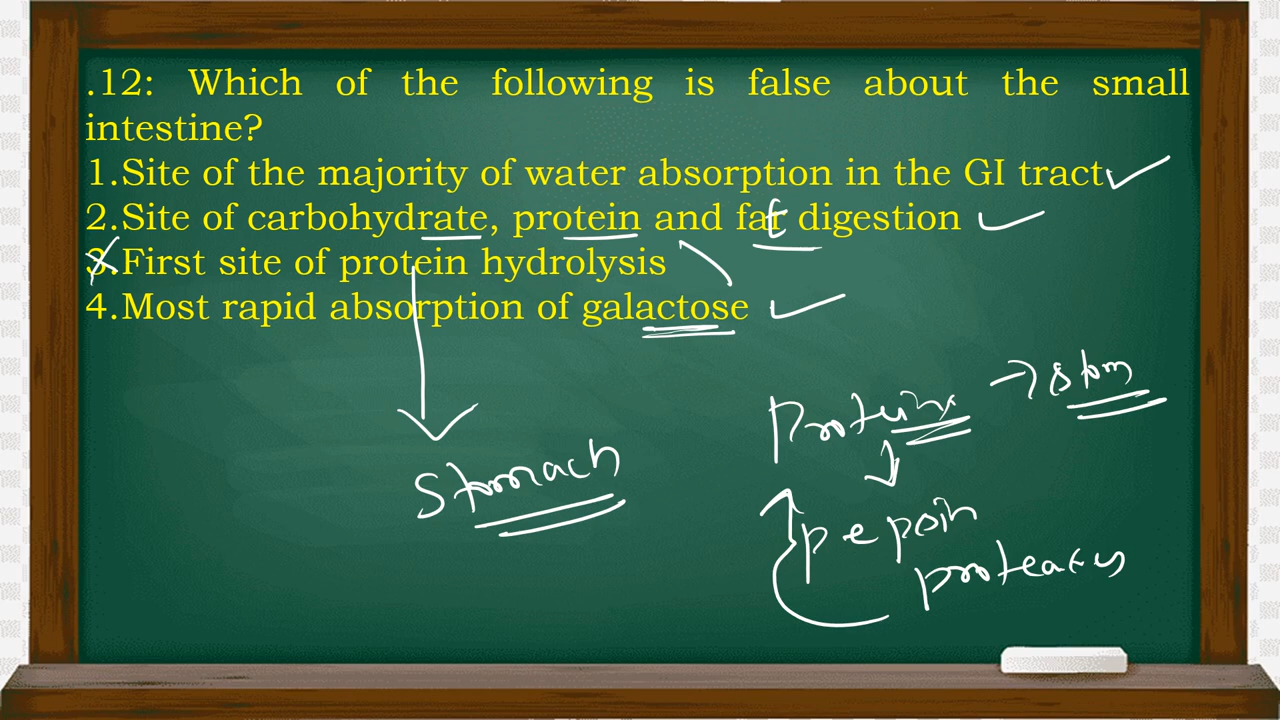 .12: Which of the following is false about the small
intestine?
1.Site of the majority of water absorption in the GI tract
2.Site of carbohydrate, protein and fat digestion
3.First site of protein hydrolysis
4.Most rapid absorption of galactose
Proteins → Stom
Stomach
pepsin
proteases